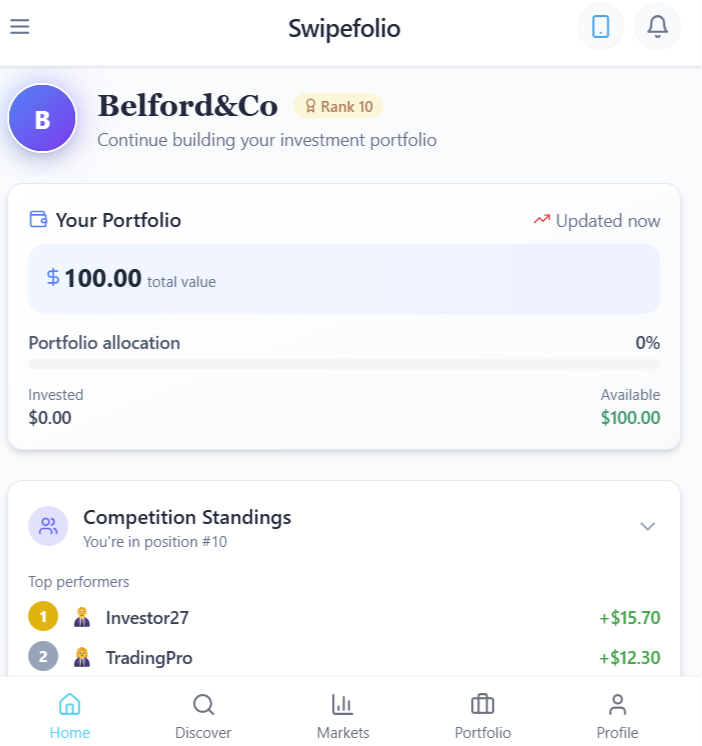 Swipefolio
B
Belford&Co
Rank 10
Continue building your investment portfolio
Your Portfolio
Updated now
$100.00 total value
Portfolio allocation
0%
Invested
Available
$0.00
$100.00
Competition Standings
You're in position #10
Top performers
1 Investor27 +$15.70
2 TradingPro +$12.30
Home
Discover
Markets
Portfolio
Profile